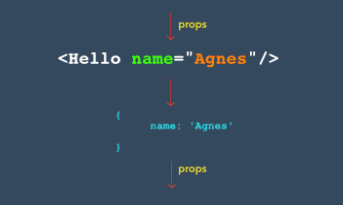 props
<Hello name="Agnes"/>
{
name: 'Agnes'
}
props